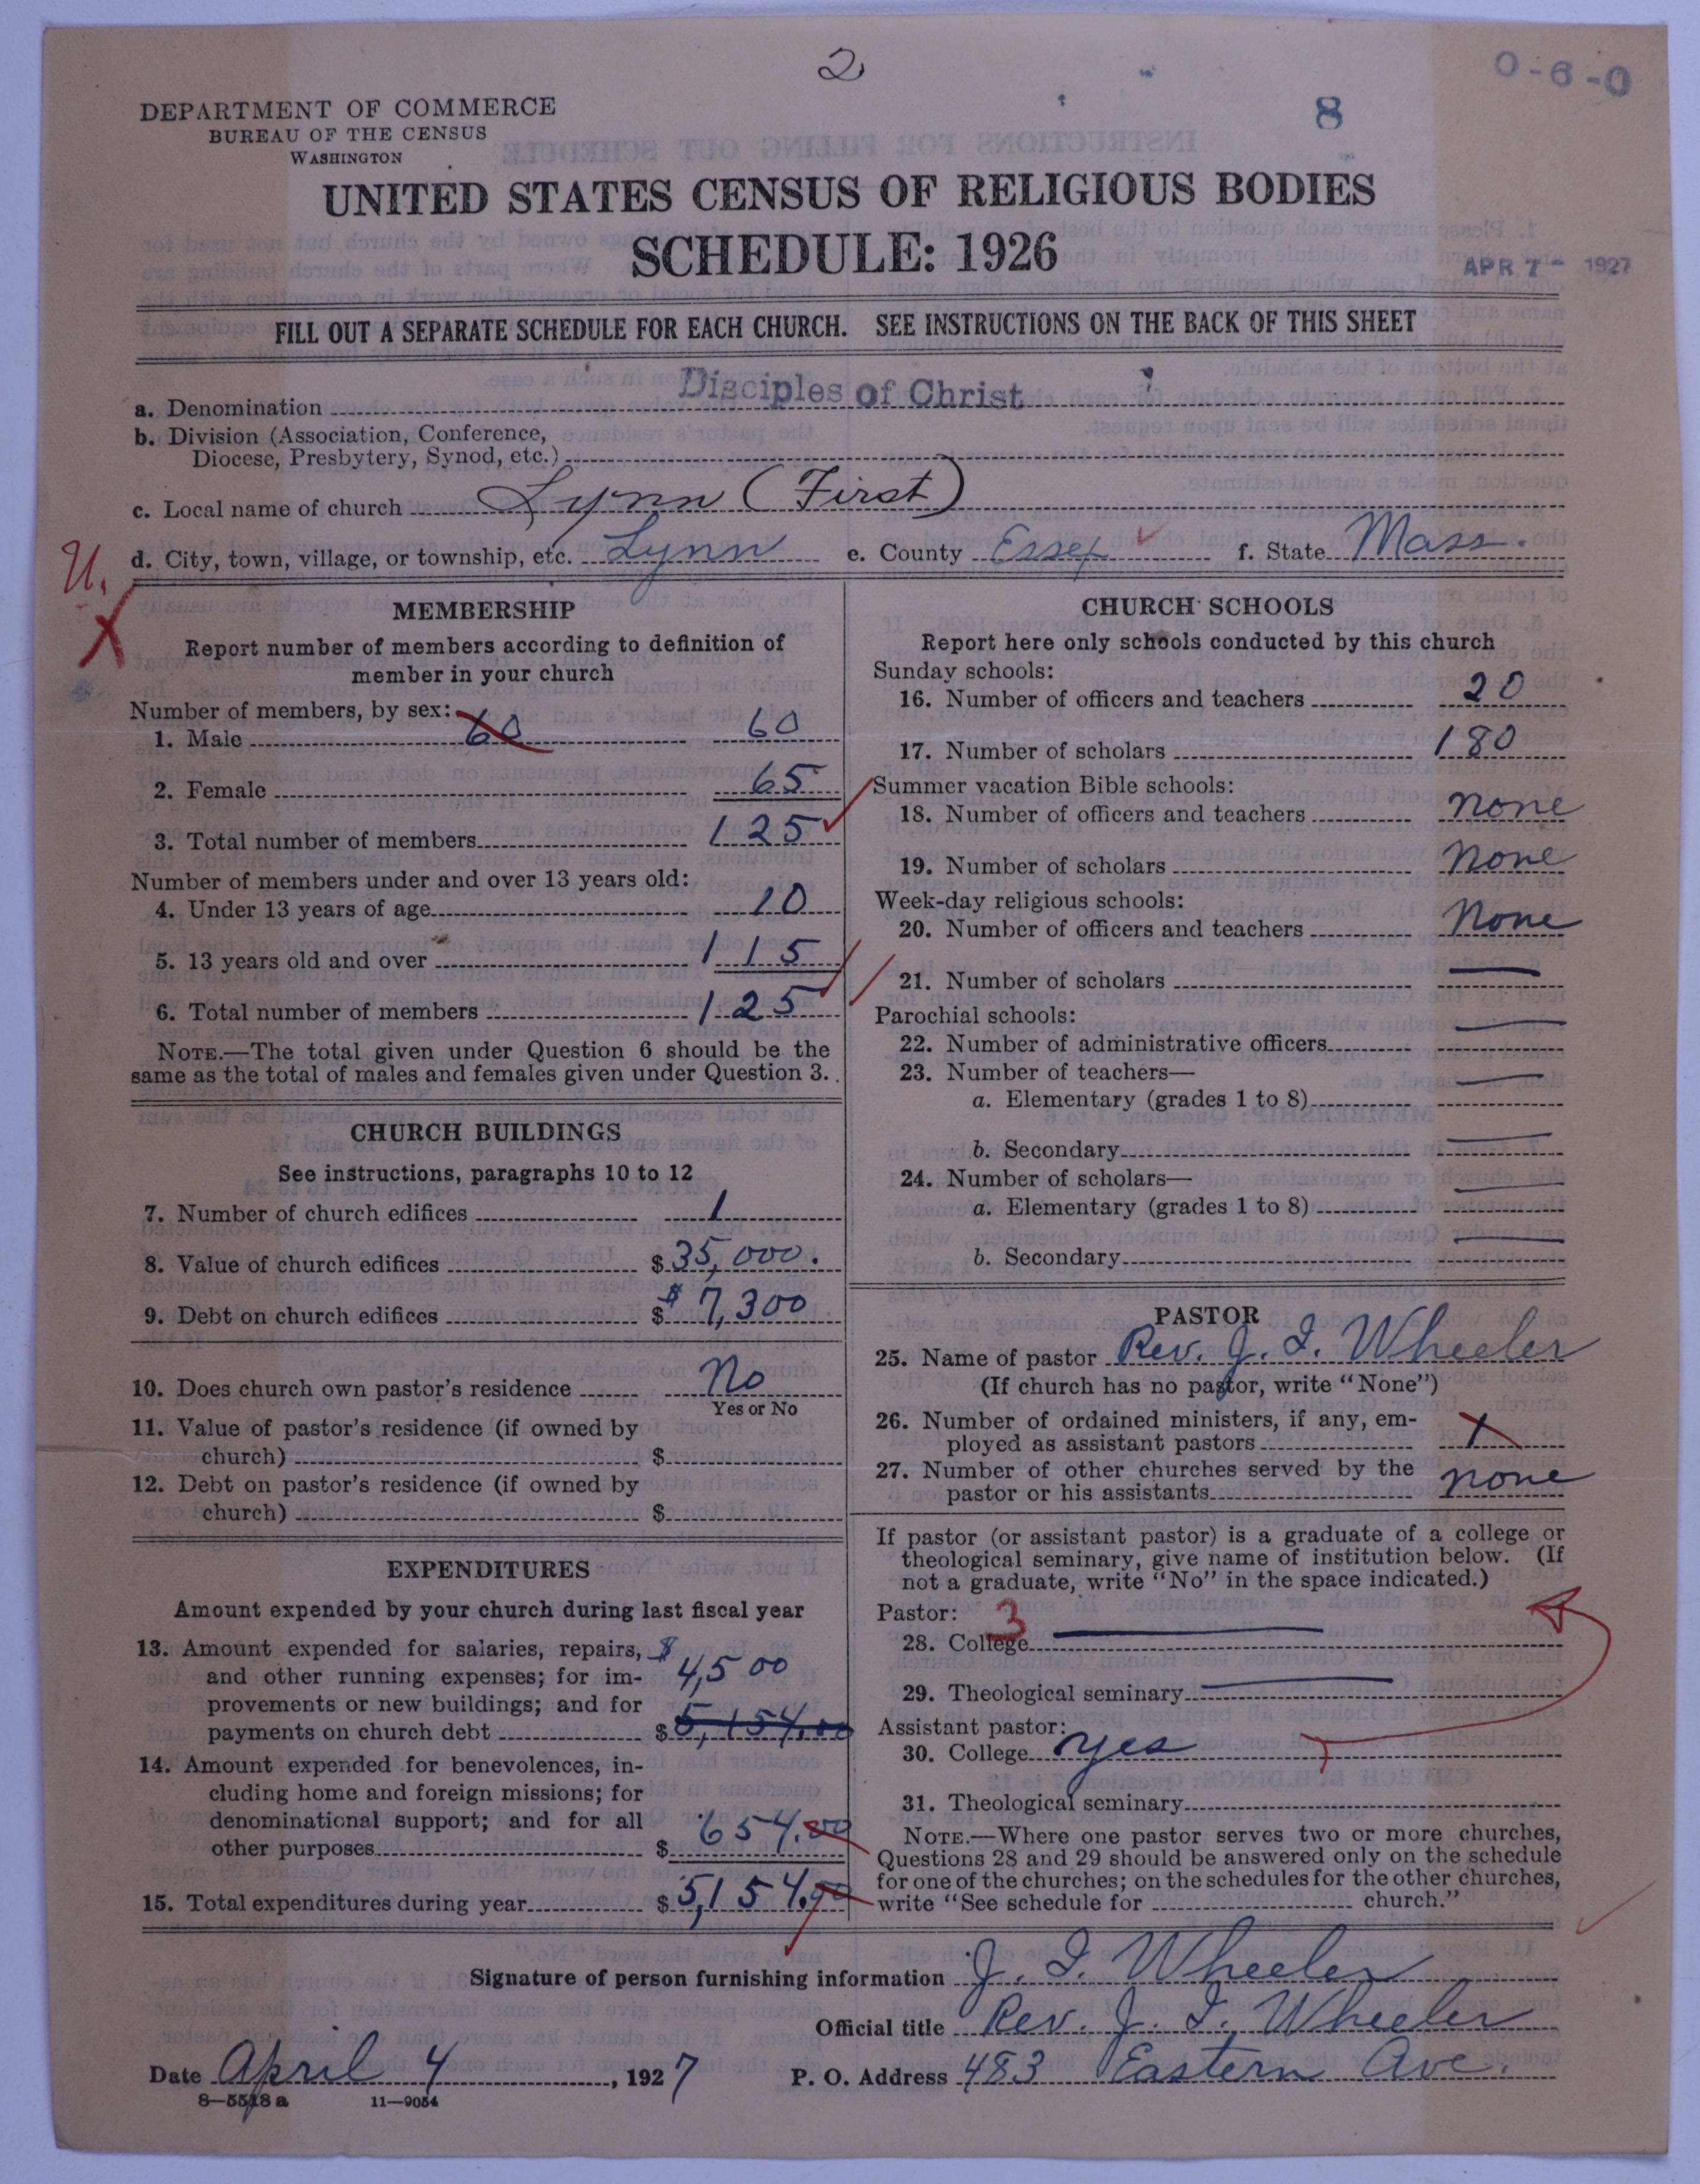 2
0-6-0
8
DEPARTMENT OF COMMERCE
BUREAU OF THE CENSUS
WASHINGTON
UNITED STATES CENSUS OF RELIGIOUS BODIES
SCHEDULE: 1926
APR 7 - 1927
FILL OUT A SEPARATE SCHEDULE FOR EACH CHURCH. SEE INSTRUCTIONS ON THE BACK OF THIS SHEET
a. Denomination Disciples of Christ
b. Division (Association, Conference,
Diocese, Presbytery, Synod, etc.)
c. Local name of church Lynn (First)
d. City, town, village, or township, etc. Lynn e. County Essex f. State Mass.
U.
X
MEMBERSHIP
Report number of members according to definition of
member in your church
Number of members, by sex:
1. Male 60 60
2. Female 65
3. Total number of members 125
Number of members under and over 13 years old:
4. Under 13 years of age 10
5. 13 years old and over 115
6. Total number of members 125
NOTE.—The total given under Question 6 should be the
same as the total of males and females given under Question 3.
CHURCH BUILDINGS
See instructions, paragraphs 10 to 12
7. Number of church edifices 1
8. Value of church edifices $ 35,000.
9. Debt on church edifices $ $ 7,300
10. Does church own pastor's residence No
Yes or No
11. Value of pastor's residence (if owned by
church) $
12. Debt on pastor's residence (if owned by
church) $
EXPENDITURES
Amount expended by your church during last fiscal year
13. Amount expended for salaries, repairs, $
and other running expenses; for im- 4,500
provements or new buildings; and for
payments on church debt $ 5,154.00
14. Amount expended for benevolences, in-
cluding home and foreign missions; for
denominational support; and for all
other purposes $ 654.00
15. Total expenditures during year $ 5,154.00
CHURCH SCHOOLS
Report here only schools conducted by this church
Sunday schools:
16. Number of officers and teachers 20
17. Number of scholars 180
Summer vacation Bible schools:
18. Number of officers and teachers none
19. Number of scholars none
Week-day religious schools:
20. Number of officers and teachers none
21. Number of scholars
Parochial schools:
22. Number of administrative officers
23. Number of teachers—
a. Elementary (grades 1 to 8)
b. Secondary
24. Number of scholars—
a. Elementary (grades 1 to 8)
b. Secondary
PASTOR
25. Name of pastor Rev. J. I. Wheeler
(If church has no pastor, write "None")
26. Number of ordained ministers, if any, em-
ployed as assistant pastors 1
27. Number of other churches served by the
pastor or his assistants none
If pastor (or assistant pastor) is a graduate of a college or
theological seminary, give name of institution below. (If
not a graduate, write "No" in the space indicated.)
Pastor: 3
28. College
29. Theological seminary
Assistant pastor:
30. College yes
31. Theological seminary
NOTE.—Where one pastor serves two or more churches,
Questions 28 and 29 should be answered only on the schedule
for one of the churches; on the schedules for the other churches,
write "See schedule for church."
Signature of person furnishing information J. I. Wheeler
Official title Rev. J. I. Wheeler
Date April 4, 1927 P. O. Address 483 Eastern Ave.
8—5518 a 11—9054